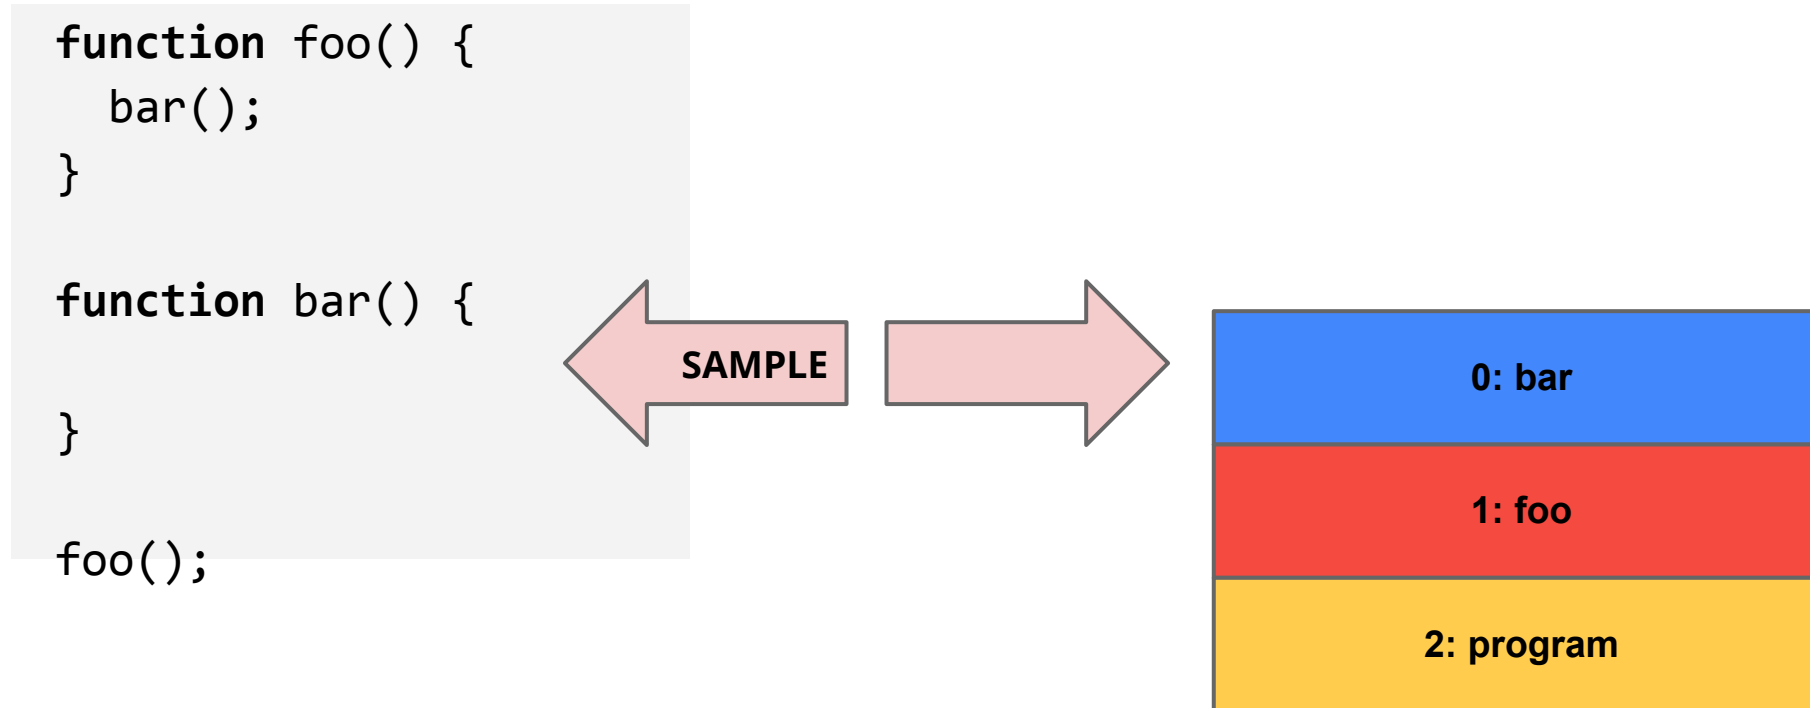 function foo() {
  bar();
}
function bar() {
}
foo();
SAMPLE
0: bar
1: foo
2: program